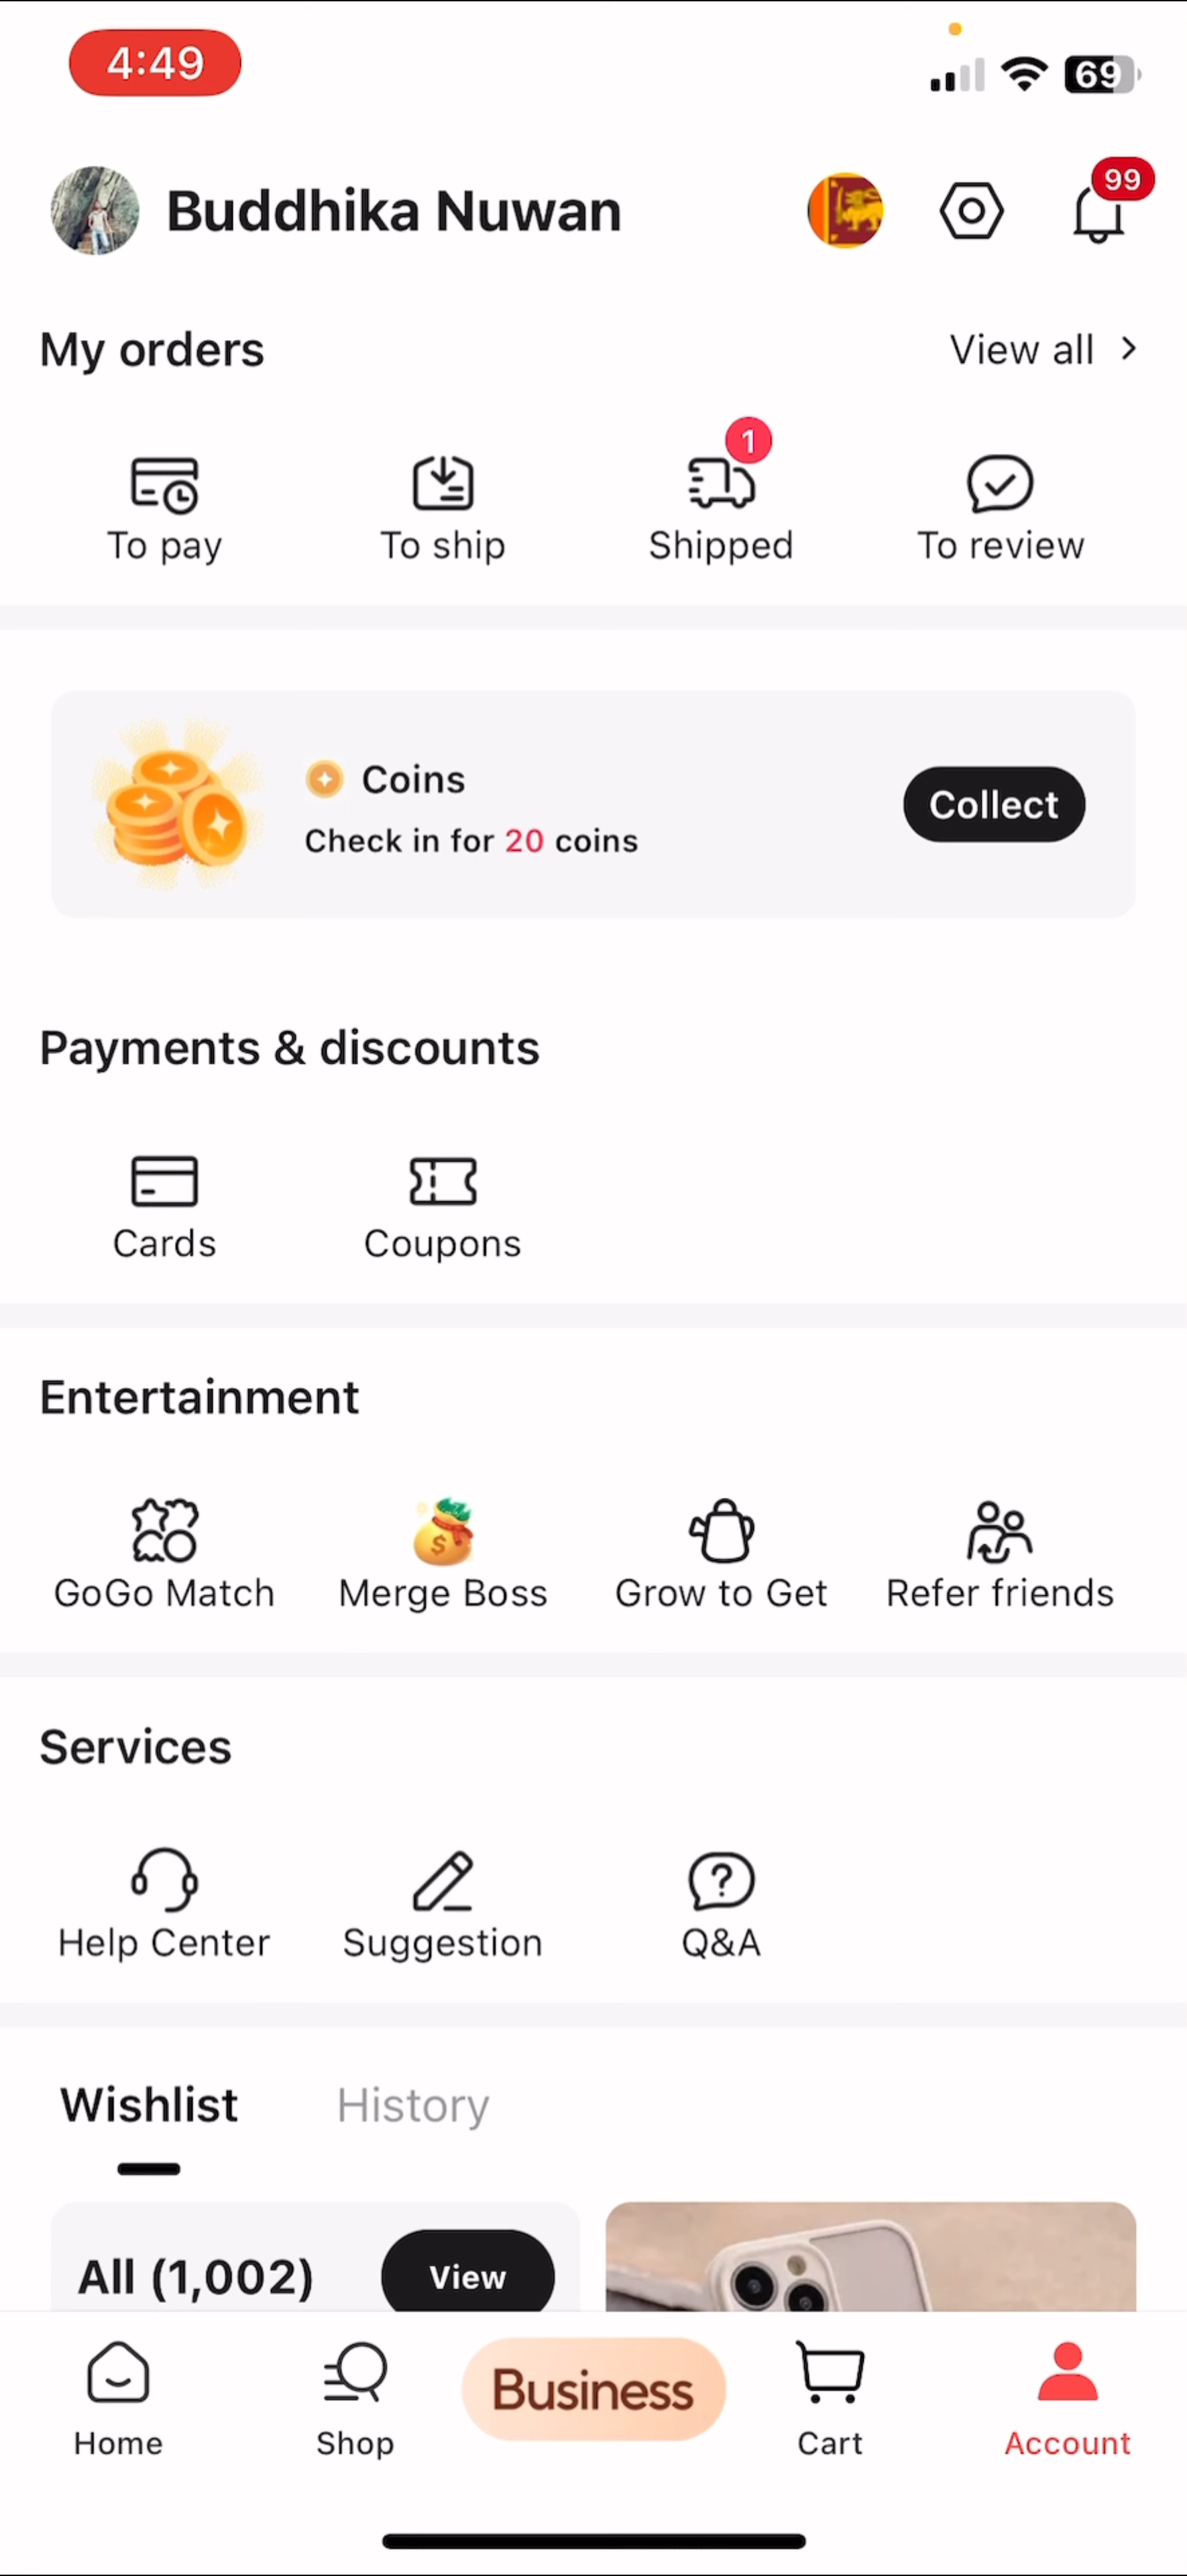 4:49
69
Buddhika Nuwan
99
My orders
View all
1
To pay
To ship
Shipped
To review
Coins
Check in for 20 coins
Collect
Payments & discounts
Cards
Coupons
Entertainment
GoGo Match
Merge Boss
Grow to Get
Refer friends
Services
Help Center
Suggestion
Q&A
Wishlist
History
All (1,002)
View
Home
Shop
Business
Cart
Account